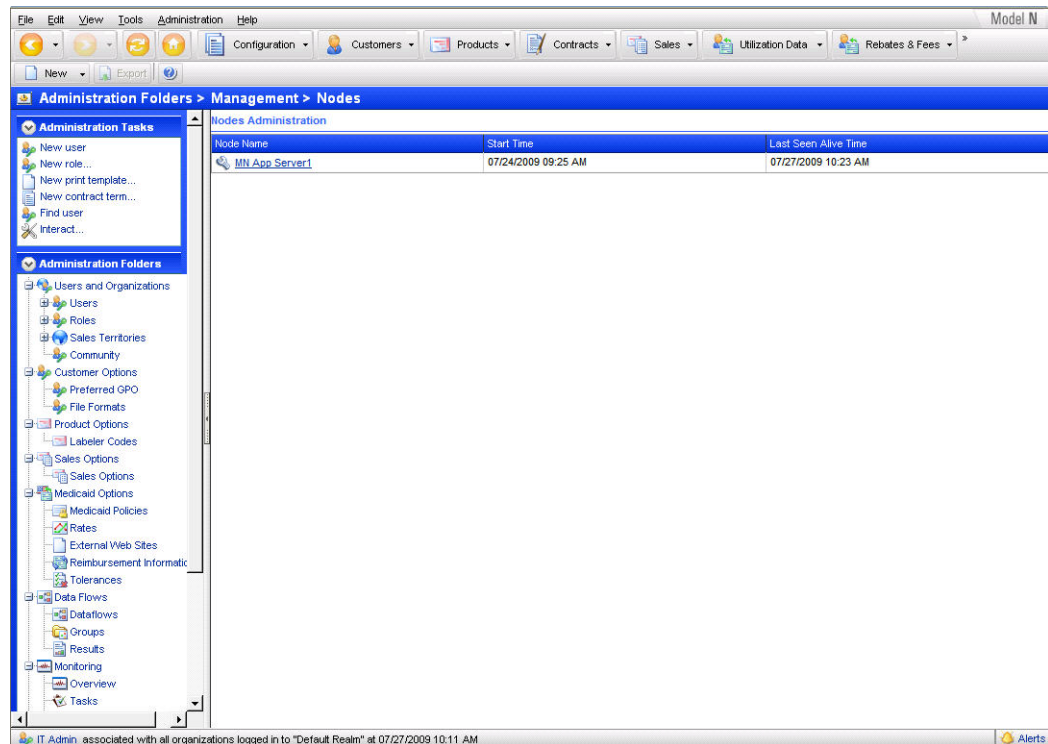 File Edit View Tools Administration Help Model N
Configuration Customers Products Contracts Sales Utilization Data Rebates & Fees »
New Export
Administration Folders > Management > Nodes
Administration Tasks
New user
New role...
New print template...
New contract term...
Find user
Interact...
Administration Folders
Users and Organizations
Users
Roles
Sales Territories
Community
Customer Options
Preferred GPO
File Formats
Product Options
Labeler Codes
Sales Options
Sales Options
Medicaid Options
Medicaid Policies
Rates
External Web Sites
Reimbursement Informatic
Tolerances
Data Flows
Dataflows
Groups
Results
Monitoring
Overview
Tasks
Nodes Administration
Node Name Start Time Last Seen Alive Time
MN App Server1 07/24/2009 09:25 AM 07/27/2009 10:23 AM
IT Admin associated with all organizations logged in to "Default Realm" at 07/27/2009 10:11 AM Alerts